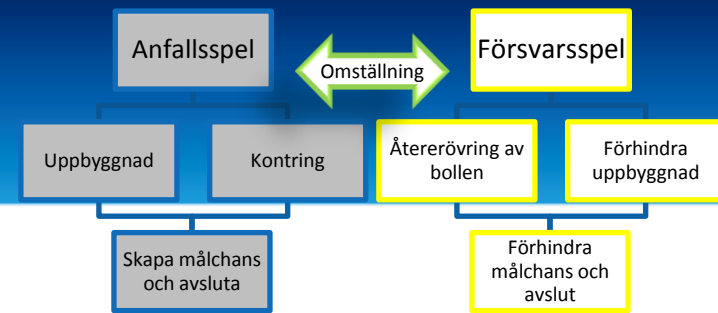 Anfallsspel
Omställning
Försvarsspel
Uppbyggnad
Kontring
Återerövring av
bollen
Förhindra
uppbyggnad
Skapa målchans
och avsluta
Förhindra
målchans och
avslut